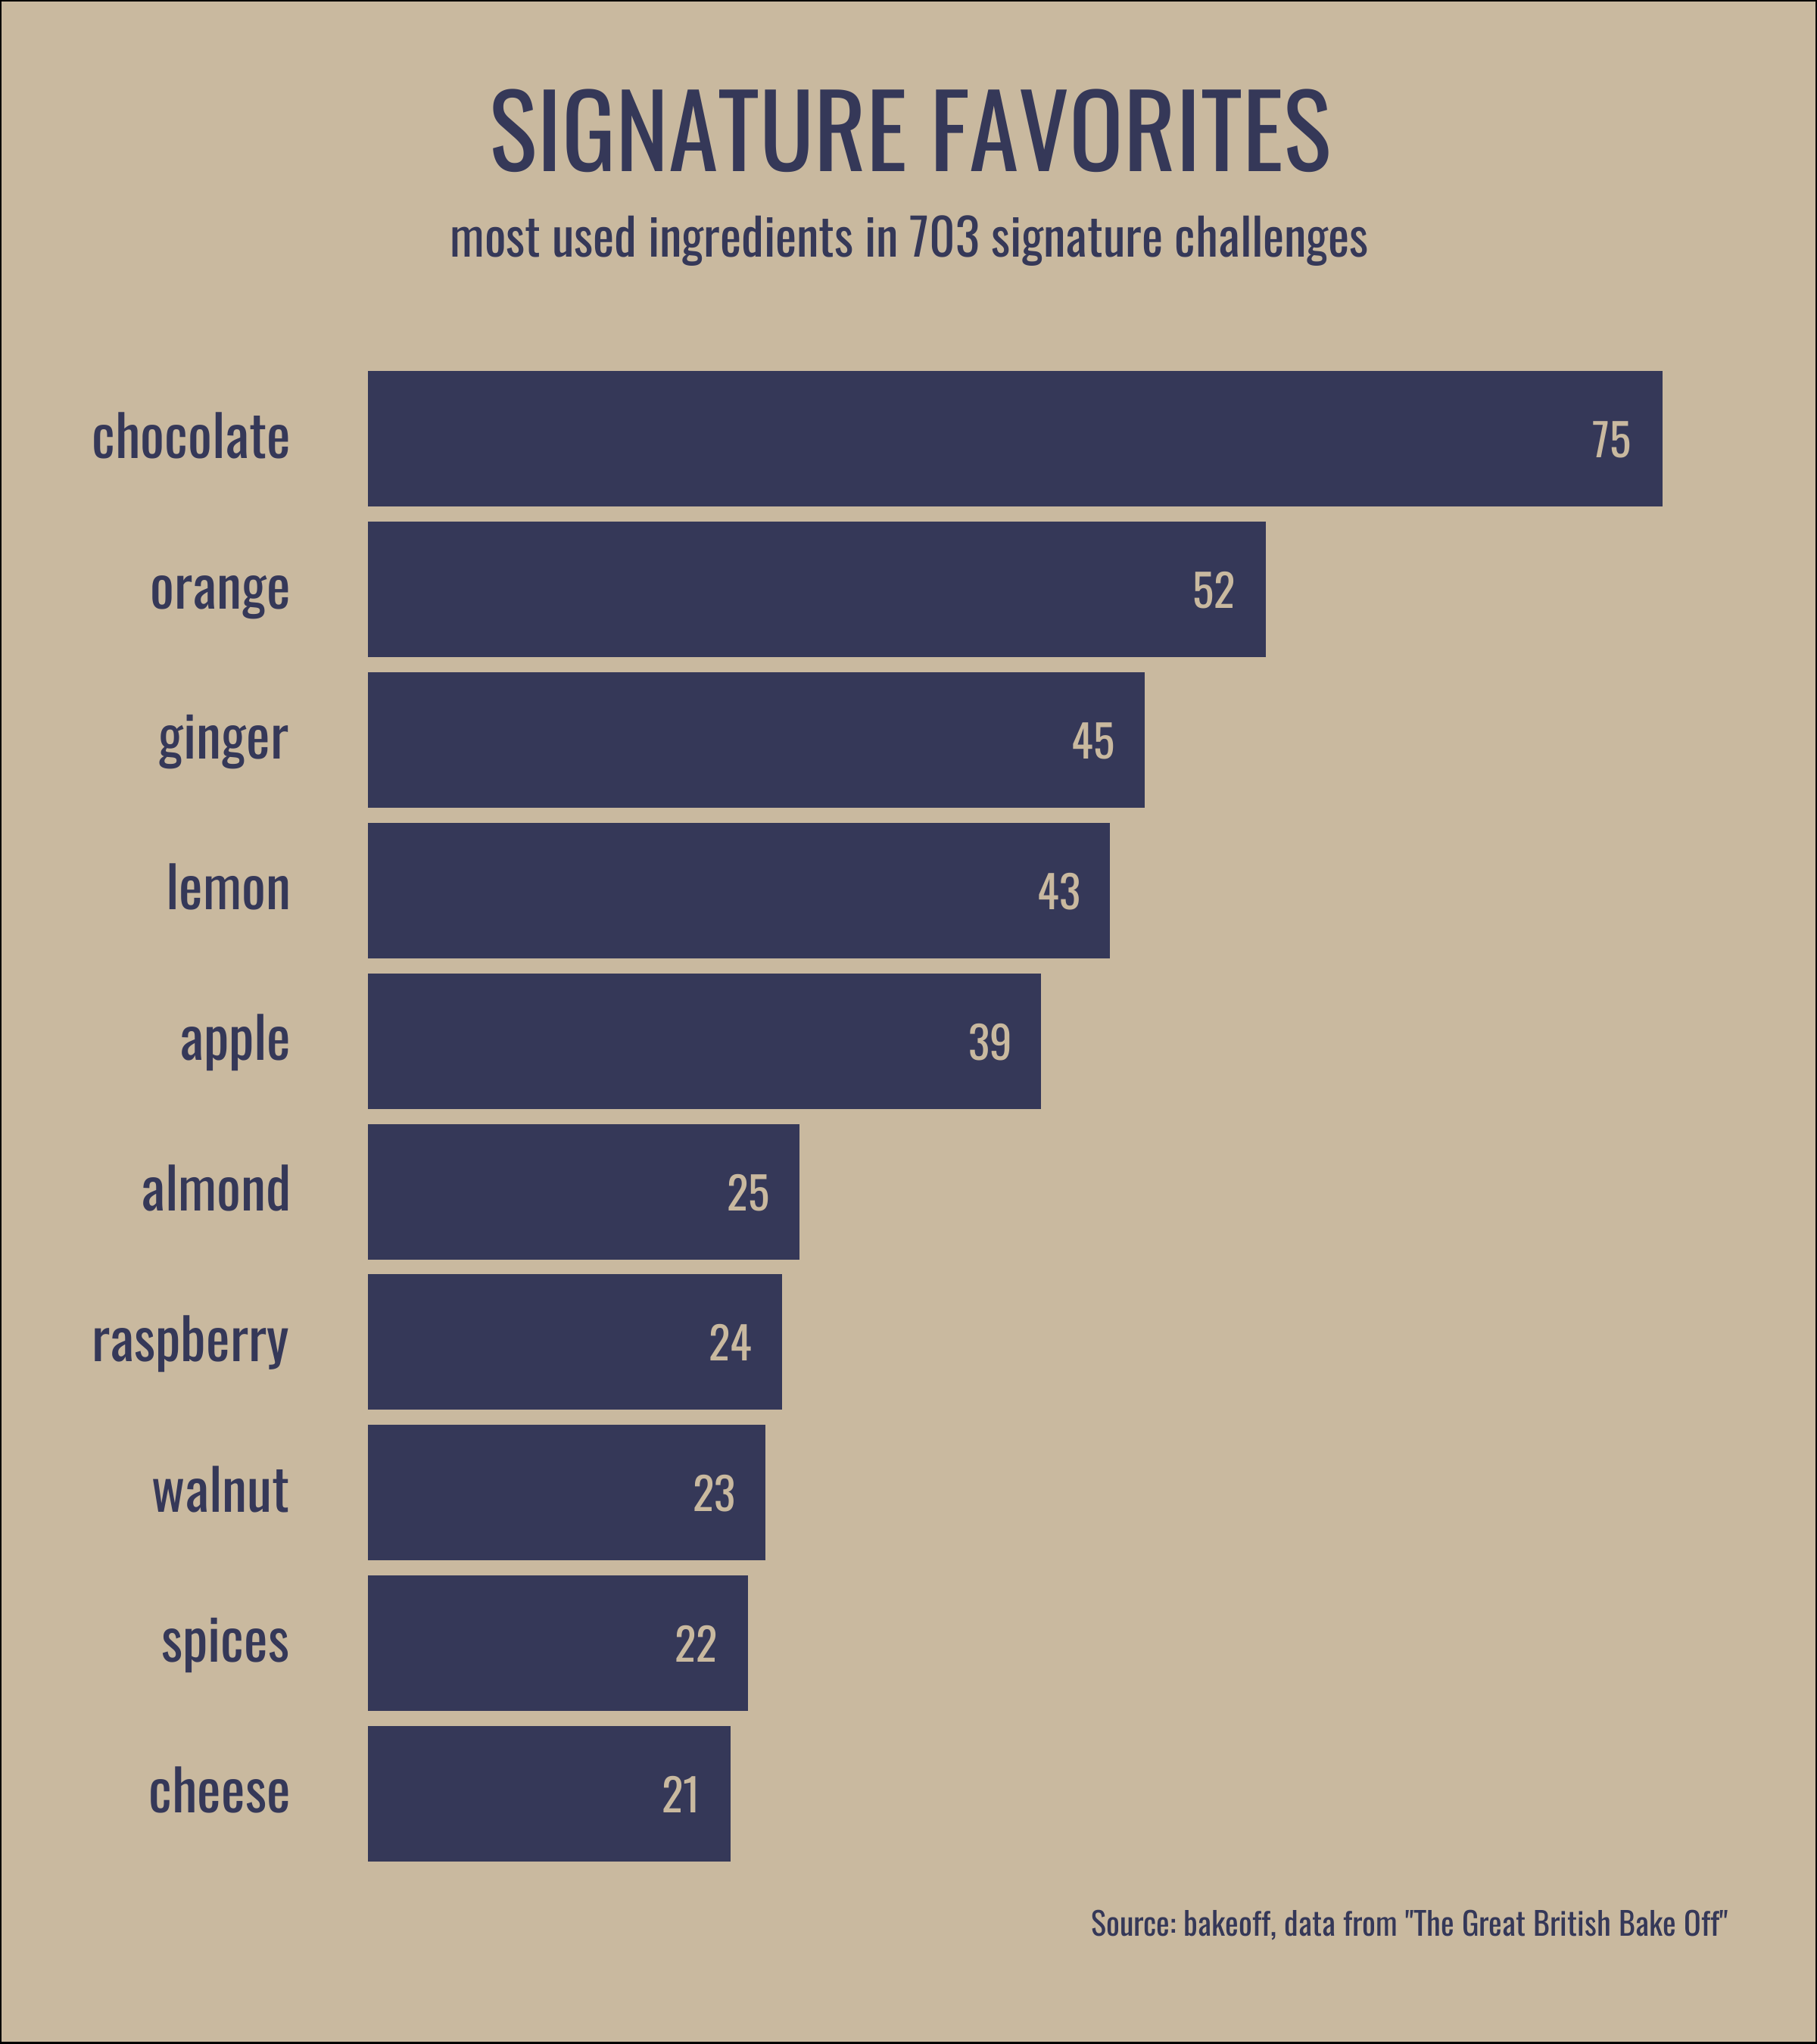 SIGNATURE FAVORITES
most used ingredients in 703 signature challenges
chocolate 75
orange 52
ginger 45
lemon 43
apple 39
almond 25
raspberry 24
walnut 23
spices 22
cheese 21
Source: bakeoff, data from "The Great British Bake Off"